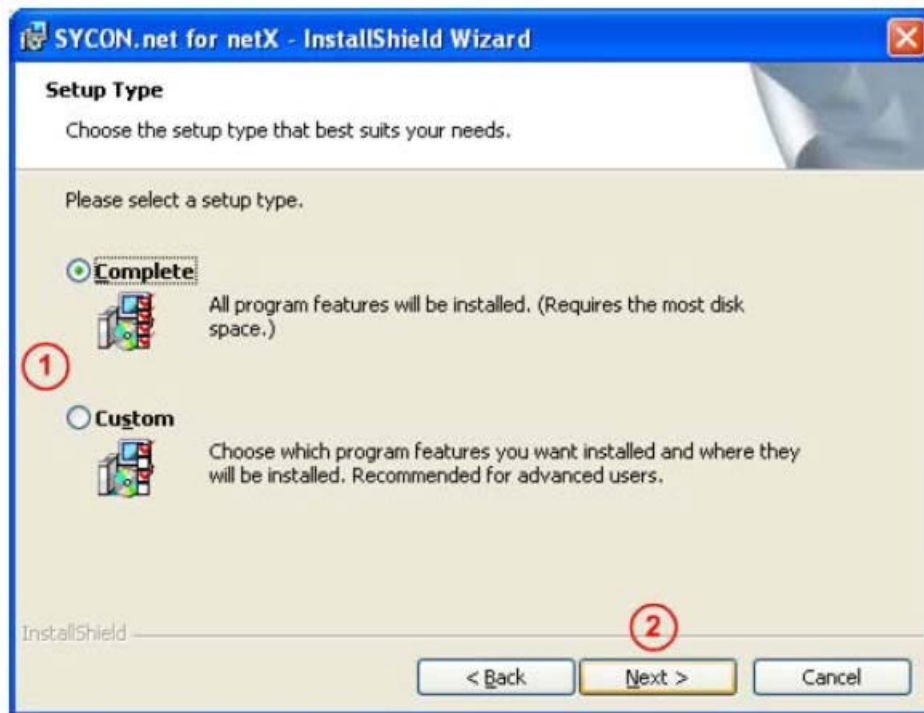 SYCON.net for netX - InstallShield Wizard
Setup Type
Choose the setup type that best suits your needs.
Please select a setup type.
Complete
All program features will be installed. (Requires the most disk
space.)
1
Custom
Choose which program features you want installed and where they
will be installed. Recommended for advanced users.
2
InstallShield
< Back
Next >
Cancel